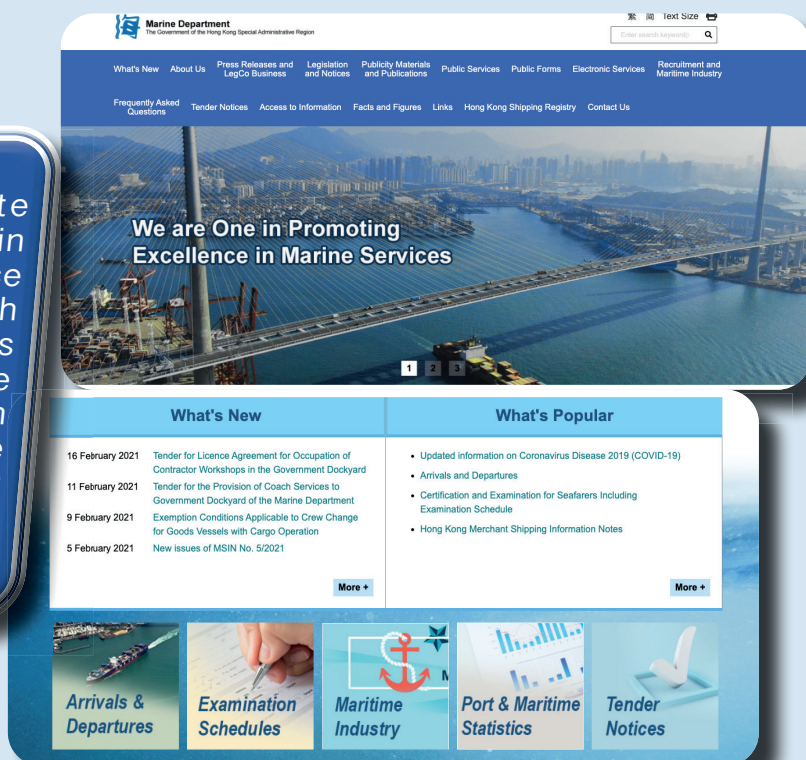 Marine Department
The Government of the Hong Kong Special Administrative Region
繁 简 Text Size
Enter search keyword(s)
What's New About Us Press Releases and LegCo Business Legislation and Notices Publicity Materials and Publications Public Services Public Forms Electronic Services Recruitment and Maritime Industry
Frequently Asked Questions Tender Notices Access to Information Facts and Figures Links Hong Kong Shipping Registry Contact Us
We are One in Promoting
Excellence in Marine Services
1 2 3
te
in
h
What's New
16 February 2021 Tender for Licence Agreement for Occupation of
Contractor Workshops in the Government Dockyard
11 February 2021 Tender for the Provision of Coach Services to
Government Dockyard of the Marine Department
9 February 2021 Exemption Conditions Applicable to Crew Change
for Goods Vessels with Cargo Operation
5 February 2021 New issues of MSIN No. 5/2021
More +
What's Popular
• Updated information on Coronavirus Disease 2019 (COVID-19)
• Arrivals and Departures
• Certification and Examination for Seafarers Including
Examination Schedule
• Hong Kong Merchant Shipping Information Notes
More +
Arrivals &
Departures
Examination
Schedules
Maritime
Industry
Port & Maritime
Statistics
Tender
Notices